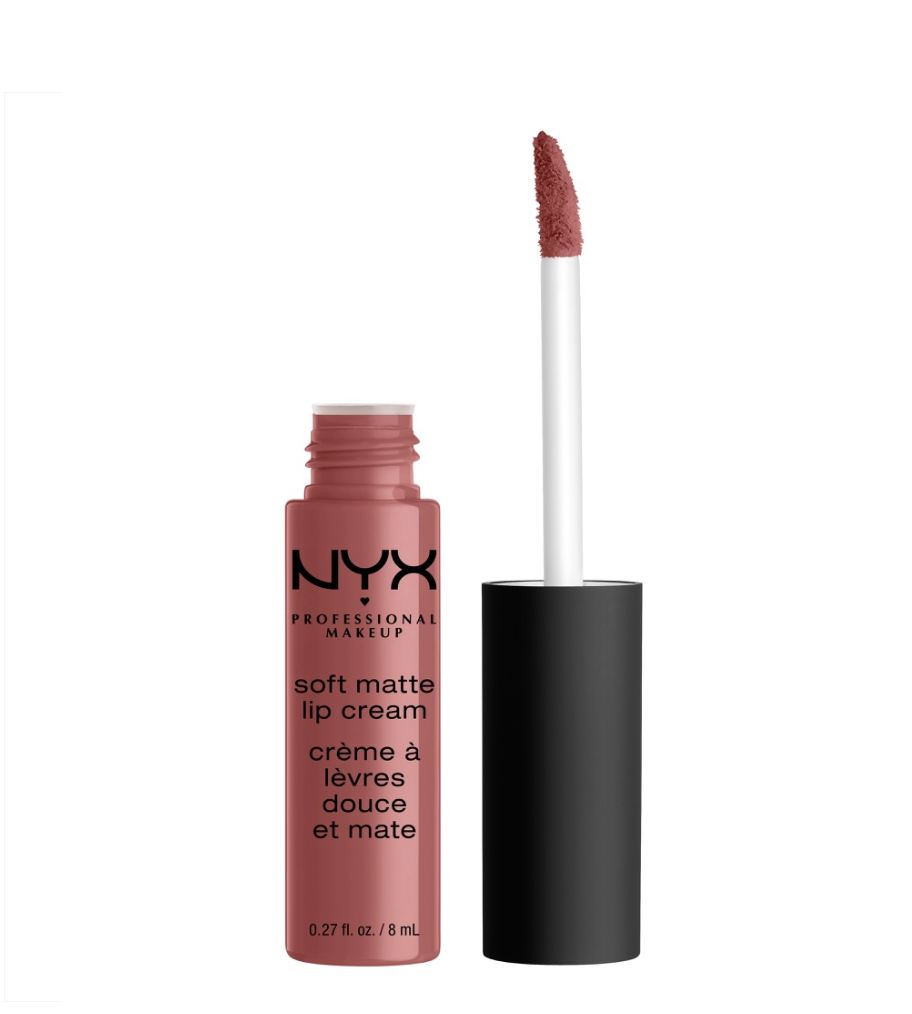 NYX
PROFESSIONAL
MAKEUP
soft matte
lip cream
crème à
lèvres
douce
et mate
0.27 fl. oz. / 8 mL